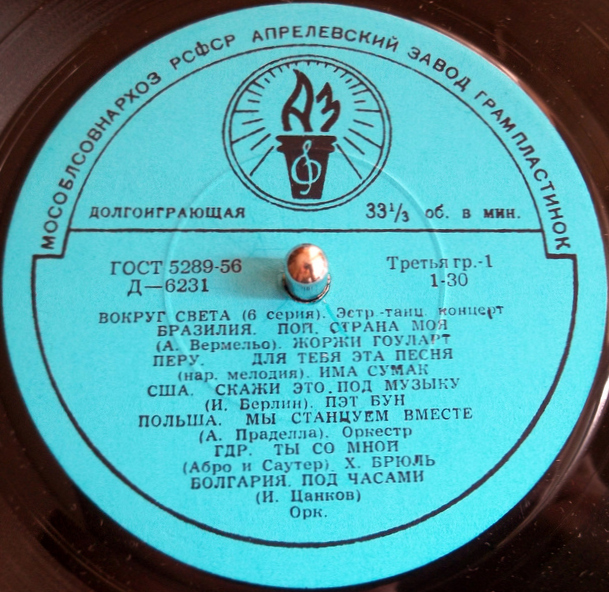 МОСОБЛСОВНАРХОЗ РСФСР АПРЕЛЕВСКИЙ ЗАВОД ГРАМПЛАСТИНОК
АЗ
ДОЛГОИГРАЮЩАЯ 33⅓ об. в мин.
ГОСТ 5289-56 Третья гр.-1
Д—6231 1-30
ВОКРУГ СВЕТА (6 серия). Эстр.-танц. концерт
БРАЗИЛИЯ. ПОЙ, СТРАНА МОЯ
(А. Вермельо). ЖОРЖИ ГОУЛАРТ
ПЕРУ. ДЛЯ ТЕБЯ ЭТА ПЕСНЯ
(нар. мелодия). ИМА СУМАК
США. СКАЖИ ЭТО ПОД МУЗЫКУ
(И. Берлин). ПЭТ БУН
ПОЛЬША. МЫ СТАНЦУЕМ ВМЕСТЕ
(А. Праделла). Оркестр
ГДР. ТЫ СО МНОЙ
(Абро и Саутер) Х. БРЮЛЬ
БОЛГАРИЯ. ПОД ЧАСАМИ
(И. Цанков)
Орк.